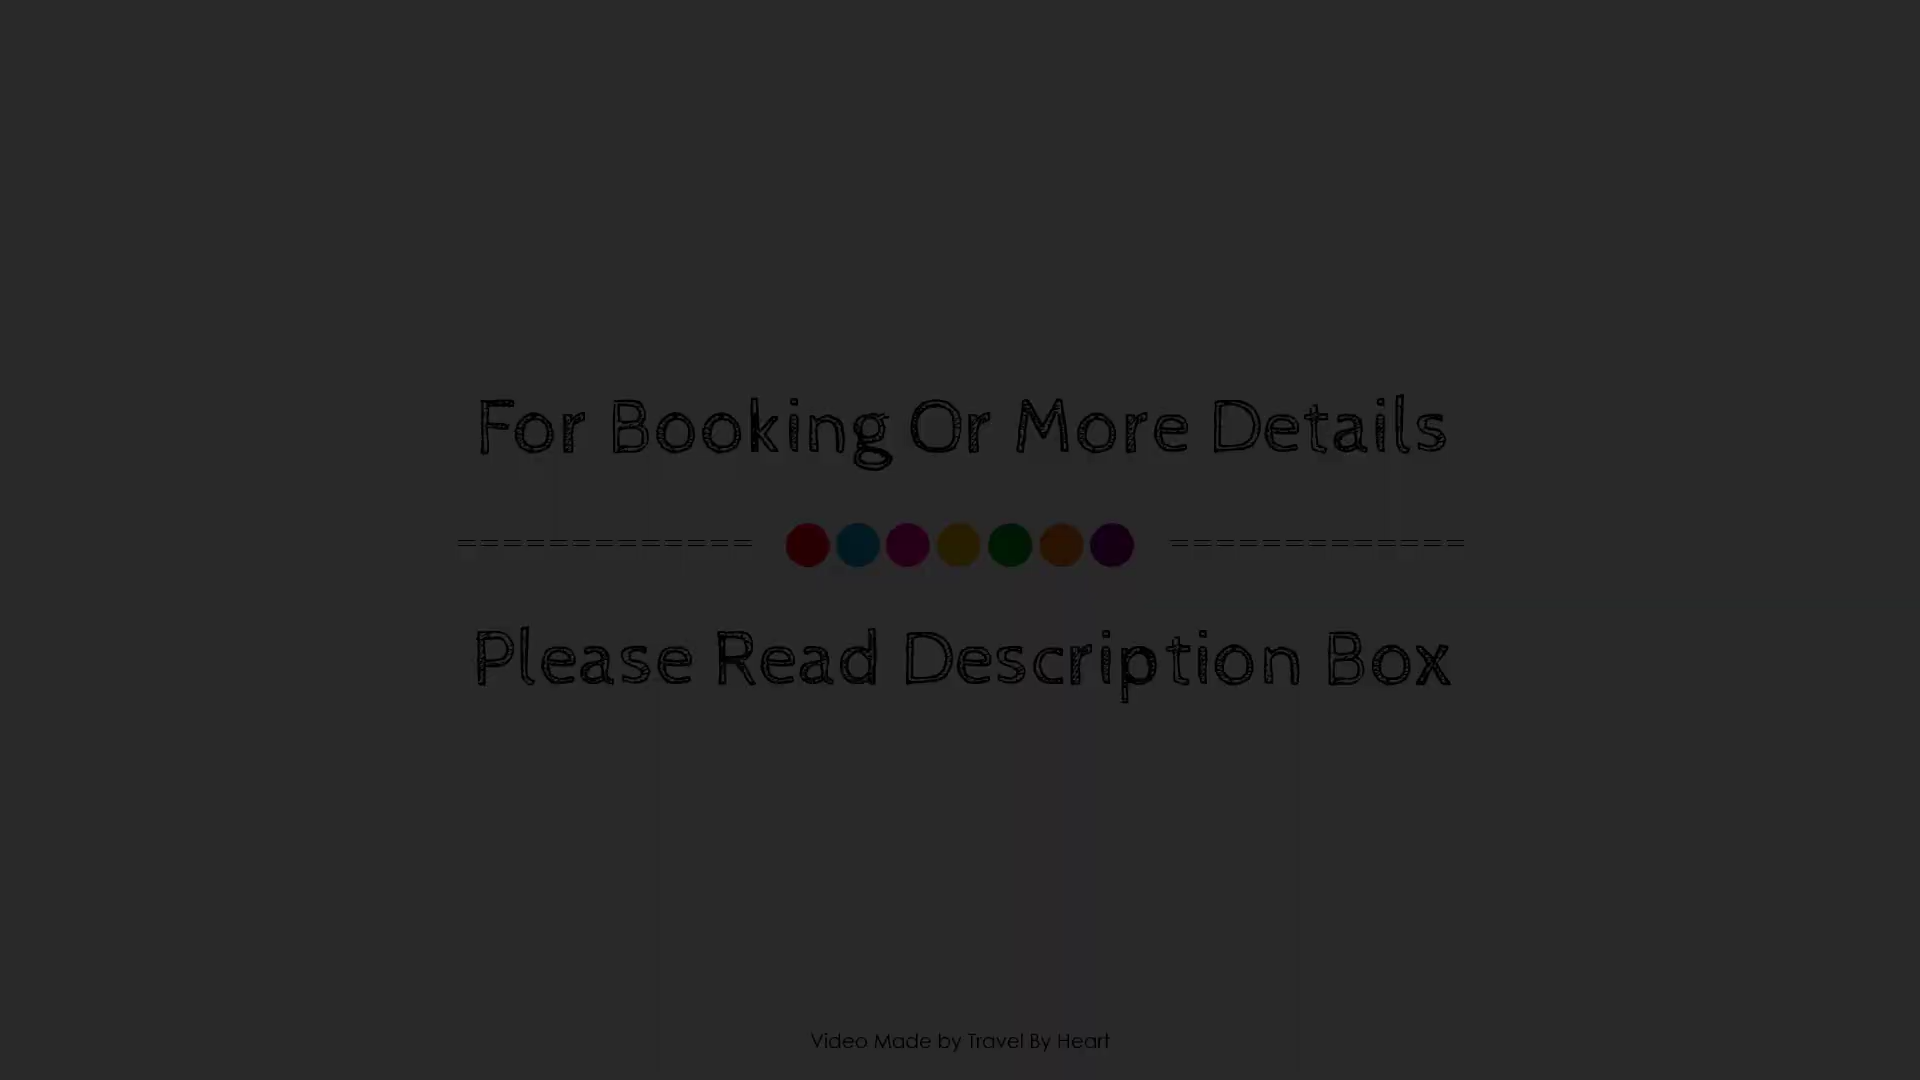 For Booking Or More Details
============= =============
Please Read Description Box
Video Made by Travel By Heart